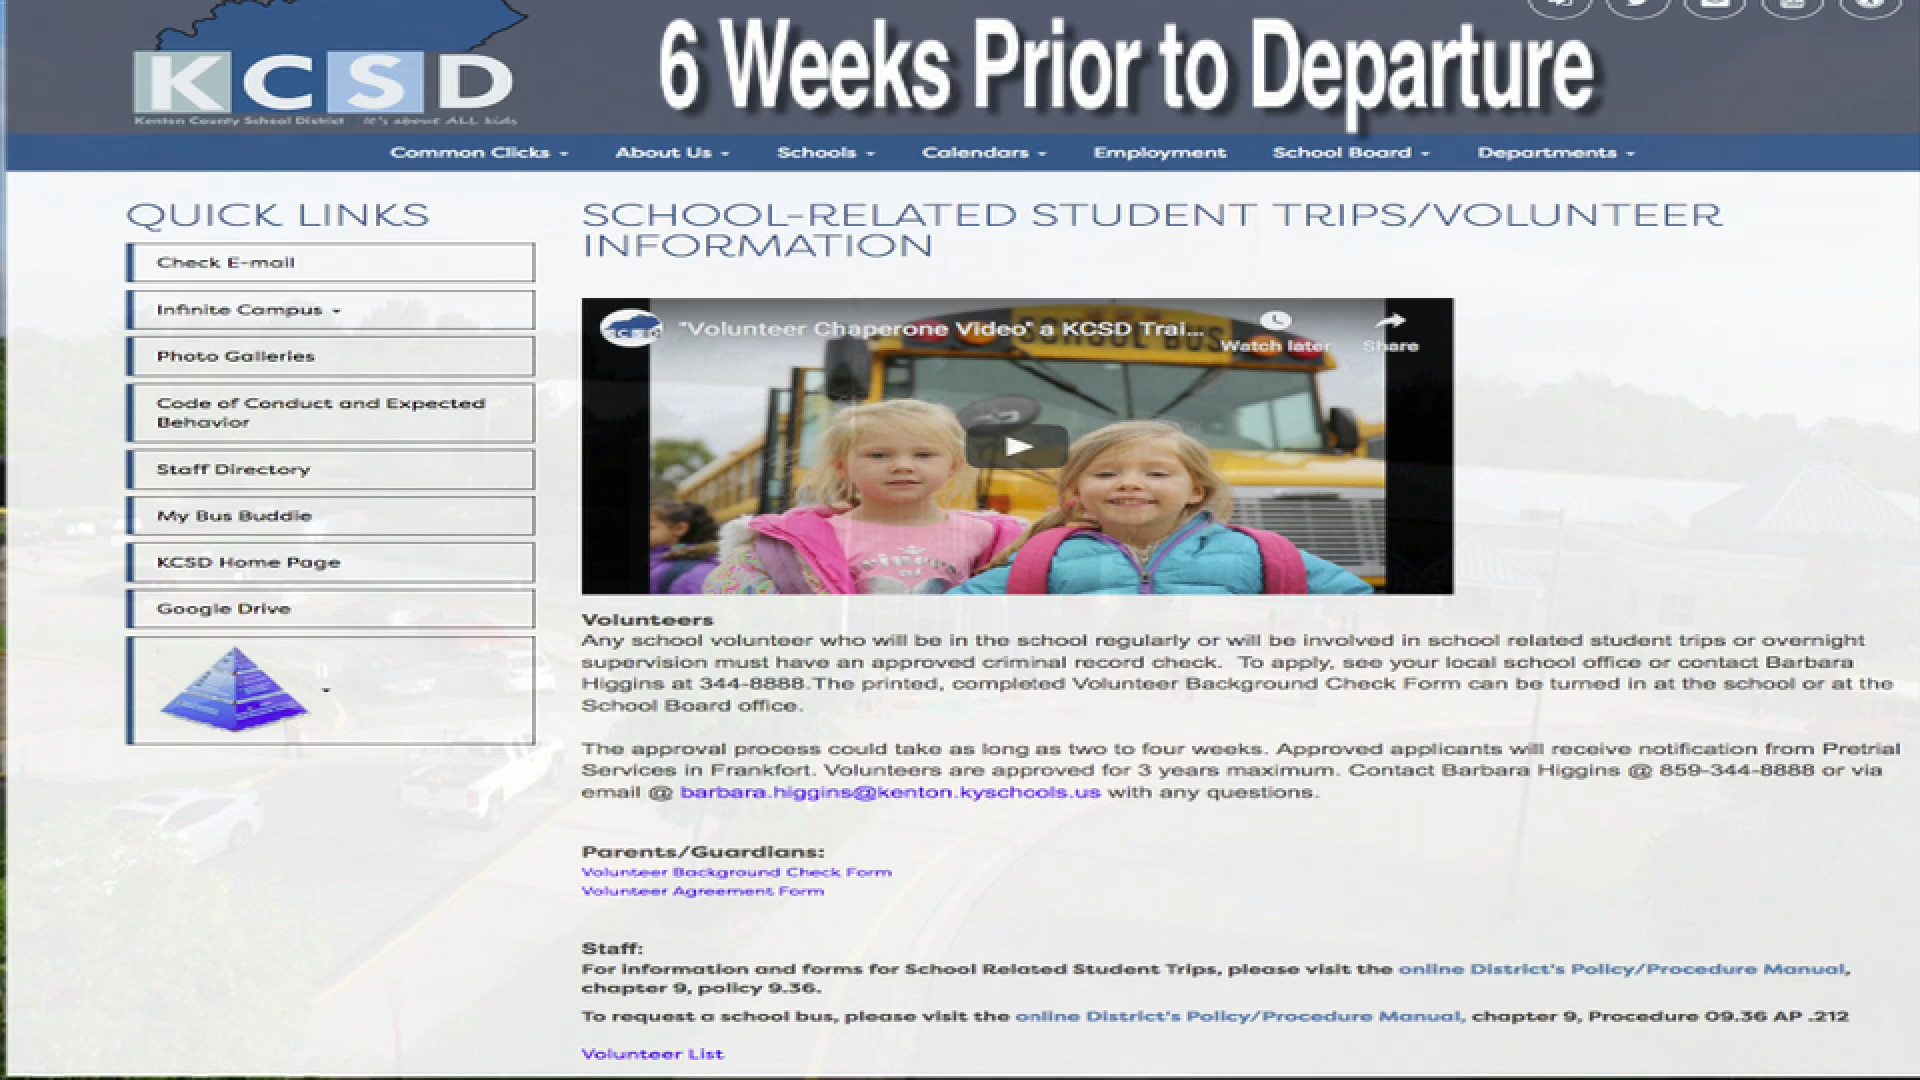 6 Weeks Prior to Departure
KCSD
Kenton County School District It's about ALL kids
Common Clicks About Us Schools Calendars Employment School Board Departments
QUICK LINKS
Check E-mail
Infinite Campus
Photo Galleries
Code of Conduct and Expected
Behavior
Staff Directory
My Bus Buddie
KCSD Home Page
Google Drive
SCHOOL-RELATED STUDENT TRIPS/VOLUNTEER
INFORMATION
KCSD
"Volunteer Chaperone Video" a KCSD Trai...
Watch later
Share
SCHOOL BUS
Volunteers
Any school volunteer who will be in the school regularly or will be involved in school related student trips or overnight
supervision must have an approved criminal record check. To apply, see your local school office or contact Barbara
Higgins at 344-8888.The printed, completed Volunteer Background Check Form can be turned in at the school or at the
School Board office.
The approval process could take as long as two to four weeks. Approved applicants will receive notification from Pretrial
Services in Frankfort. Volunteers are approved for 3 years maximum. Contact Barbara Higgins @ 859-344-8888 or via
email @ barbara.higgins@kenton.kyschools.us with any questions.
Parents/Guardians:
Volunteer Background Check Form
Volunteer Agreement Form
Staff:
For information and forms for School Related Student Trips, please visit the online District's Policy/Procedure Manual,
chapter 9, policy 9.36.
To request a school bus, please visit the online District's Policy/Procedure Manual, chapter 9, Procedure 09.36 AP .212
Volunteer List